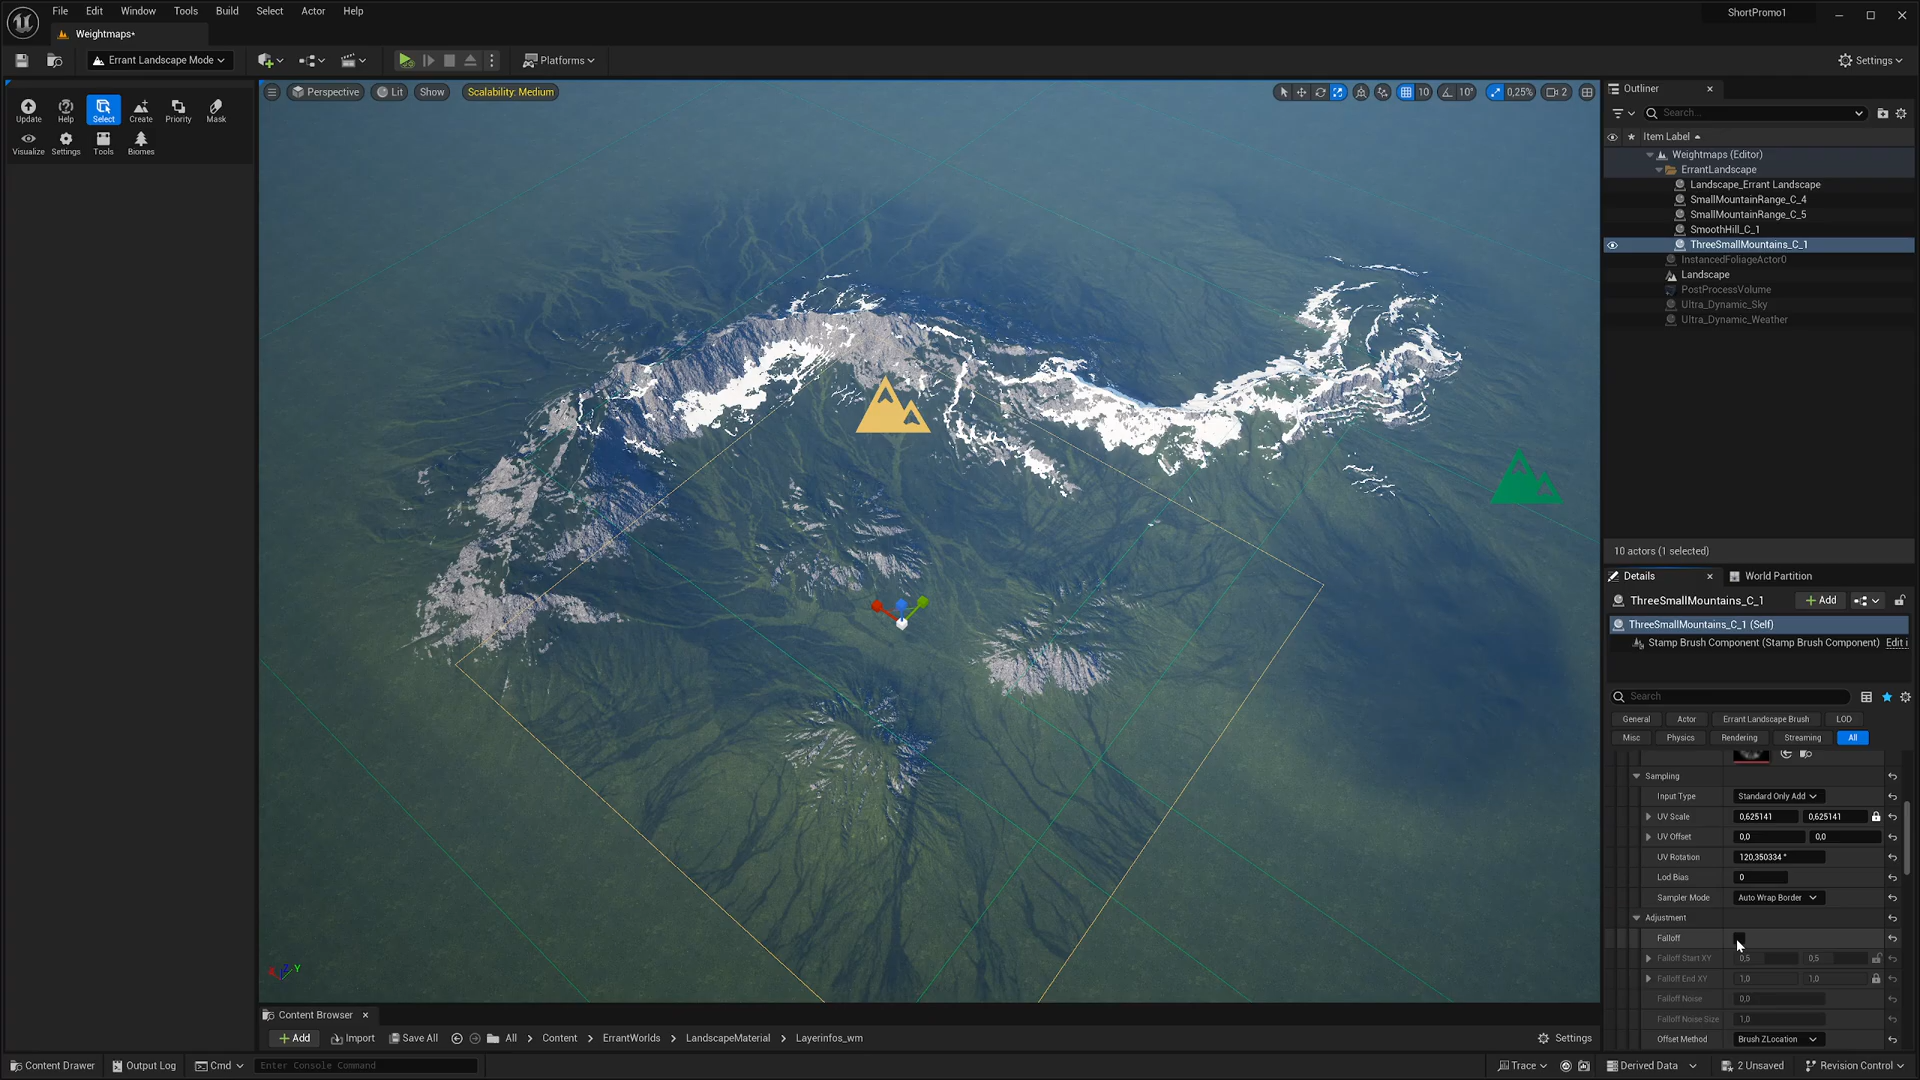 File Edit Window Tools Build Select Actor Help
ShortPromo1
Weightmaps*
Errant Landscape Mode
Platforms
Settings
Update Help Select Create Priority Mask
Visualize Settings Tools Biomes
Perspective Lit Show Scalability: Medium
10 10° 0,25% 2
Outliner
Search...
Item Label
Weightmaps (Editor)
ErrantLandscape
Landscape_Errant Landscape
SmallMountainRange_C_4
SmallMountainRange_C_5
SmoothHill_C_1
ThreeSmallMountains_C_1
InstancedFoliageActor0
Landscape
PostProcessVolume
Ultra_Dynamic_Sky
Ultra_Dynamic_Weather
10 actors (1 selected)
Details World Partition
ThreeSmallMountains_C_1 Add
ThreeSmallMountains_C_1 (Self)
Stamp Brush Component (Stamp Brush Component) Edit i
Search
General Actor Errant Landscape Brush LOD
Misc Physics Rendering Streaming All
Sampling
Input Type Standard Only Add
UV Scale 0,625141 0,625141
UV Offset 0,0 0,0
UV Rotation 120,350334 °
Lod Bias 0
Sampler Mode Auto Wrap Border
Adjustment
Falloff
Falloff Start XY 0,5 0,5
Falloff End XY 1,0 1,0
Falloff Noise 0,0
Falloff Noise Size 1,0
Offset Method Brush ZLocation
Y
Content Browser
Add Import Save All All > Content > ErrantWorlds > LandscapeMaterial > Layerinfos_wm Settings
Content Drawer Output Log Cmd Enter Console Command Trace Derived Data 2 Unsaved Revision Control